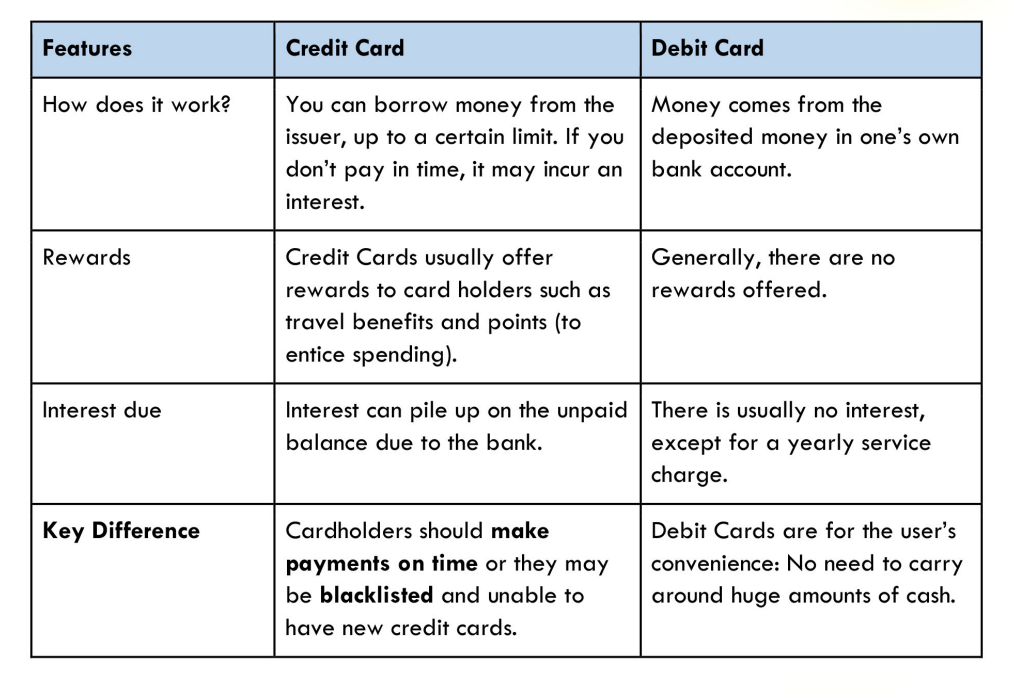 Features
Credit Card
Debit Card
How does it work?
You can borrow money from the
issuer, up to a certain limit. If you
don't pay in time, it may incur an
interest.
Money comes from the
deposited money in one's own
bank account.
Rewards
Credit Cards usually offer
rewards to card holders such as
travel benefits and points (to
entice spending).
Generally, there are no
rewards offered.
Interest due
Interest can pile up on the unpaid
balance due to the bank.
There is usually no interest,
except for a yearly service
charge.
Key Difference
Cardholders should make
payments on time or they may
be blacklisted and unable to
have new credit cards.
Debit Cards are for the user's
convenience: No need to carry
around huge amounts of cash.